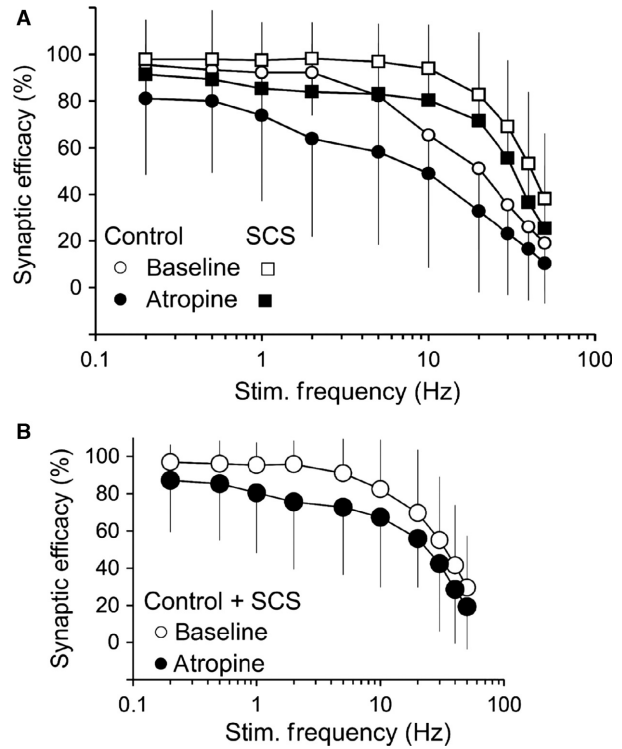 A
Synaptic efficacy (%)
100
80
60
40
20
0
Control SCS
Baseline
Atropine
0.1 1 10 100
Stim. frequency (Hz)
B
Synaptic efficacy (%)
100
80
60
40
20
0
Control + SCS
Baseline
Atropine
0.1 1 10 100
Stim. frequency (Hz)